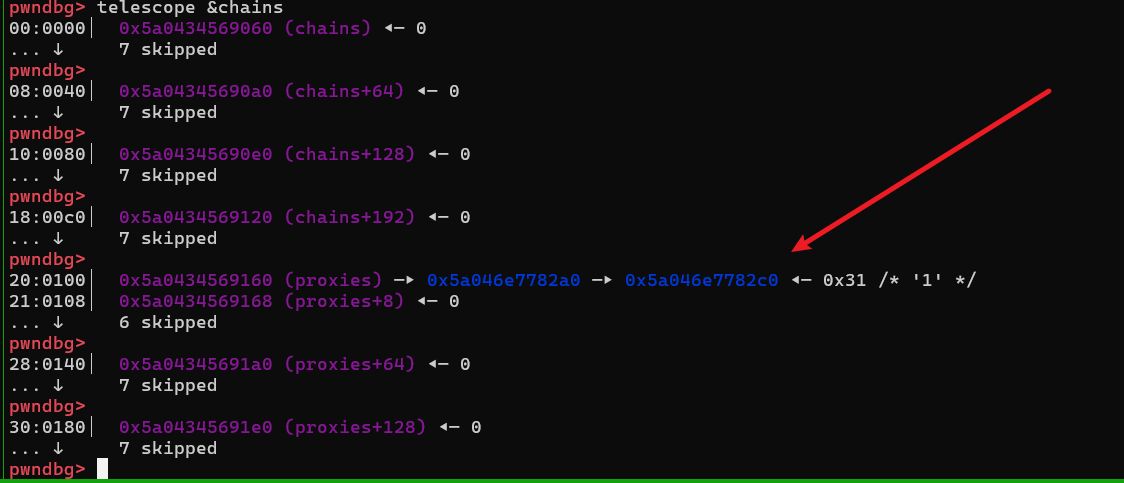 pwndbg> telescope &chains
00:0000│  0x5a0434569060 (chains) ◂— 0
... ↓     7 skipped
pwndbg>
08:0040│  0x5a04345690a0 (chains+64) ◂— 0
... ↓     7 skipped
pwndbg>
10:0080│  0x5a04345690e0 (chains+128) ◂— 0
... ↓     7 skipped
pwndbg>
18:00c0│  0x5a0434569120 (chains+192) ◂— 0
... ↓     7 skipped
pwndbg>
20:0100│  0x5a0434569160 (proxies) —▸ 0x5a046e7782a0 —▸ 0x5a046e7782c0 ◂— 0x31 /* '1' */
21:0108│  0x5a0434569168 (proxies+8) ◂— 0
... ↓     6 skipped
pwndbg>
28:0140│  0x5a04345691a0 (proxies+64) ◂— 0
... ↓     7 skipped
pwndbg>
30:0180│  0x5a04345691e0 (proxies+128) ◂— 0
... ↓     7 skipped
pwndbg>